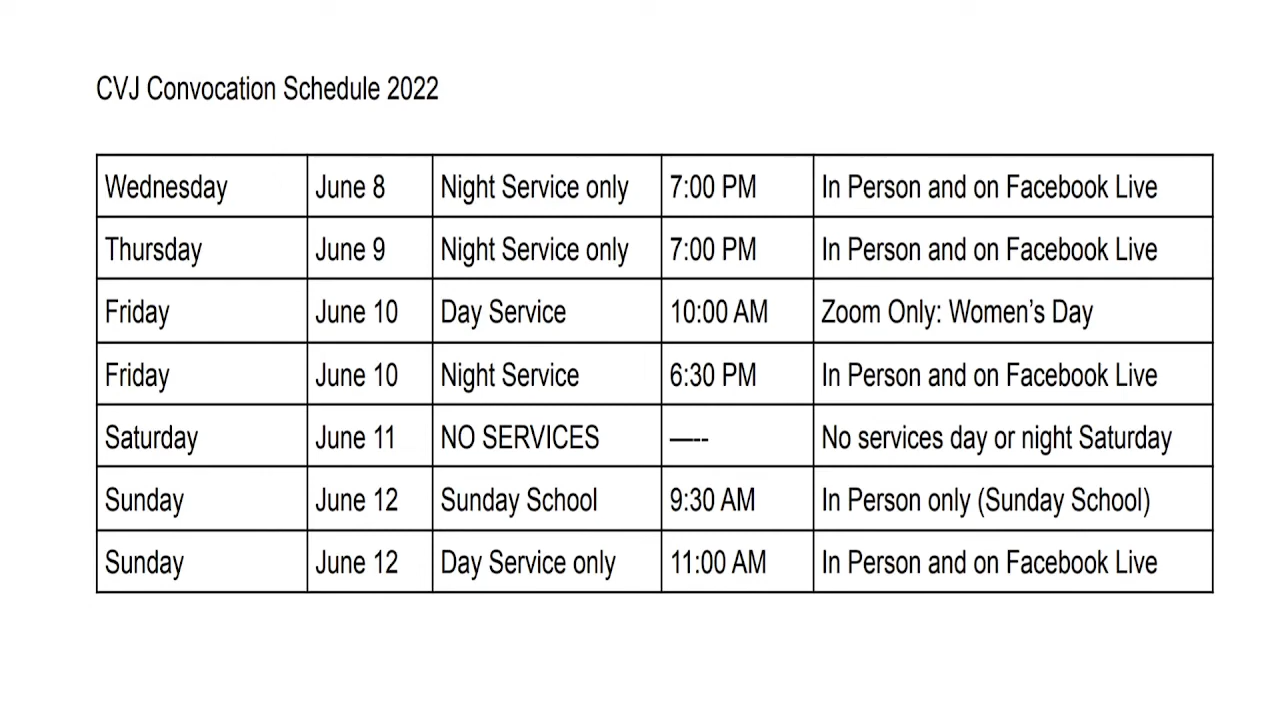 CVJ Convocation Schedule 2022
Wednesday June 8 Night Service only 7:00 PM In Person and on Facebook Live
Thursday June 9 Night Service only 7:00 PM In Person and on Facebook Live
Friday June 10 Day Service 10:00 AM Zoom Only: Women’s Day
Friday June 10 Night Service 6:30 PM In Person and on Facebook Live
Saturday June 11 NO SERVICES —-- No services day or night Saturday
Sunday June 12 Sunday School 9:30 AM In Person only (Sunday School)
Sunday June 12 Day Service only 11:00 AM In Person and on Facebook Live